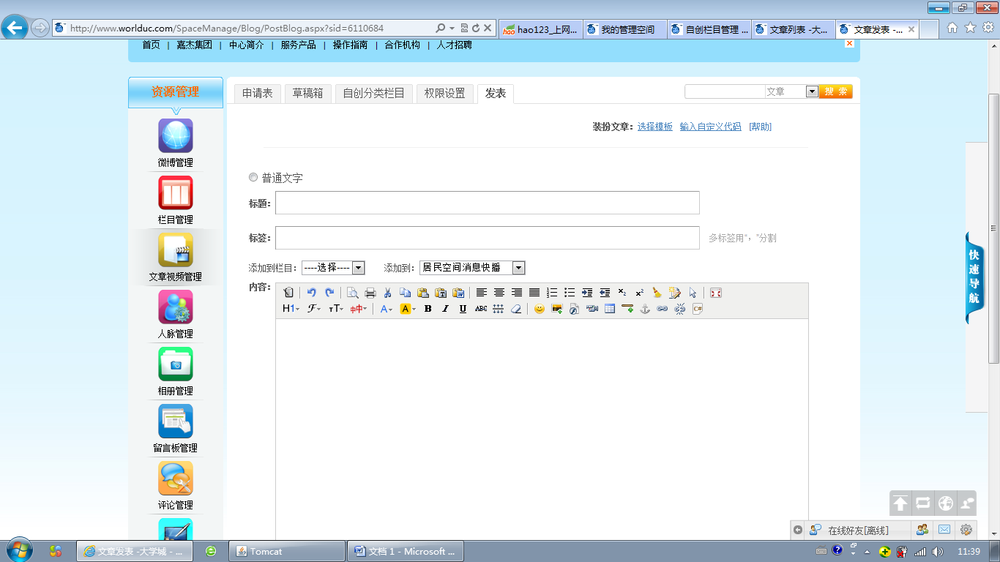 http://www.worlduc.com/SpaceManage/Blog/PostBlog.aspx?sid=6110684
hao123_上网... 我的管理空间 自创栏目管理 ... 文章列表 -大... 文章发表 -...
首页 | 嘉杰集团 | 中心简介 | 服务产品 | 操作指南 | 合作机构 | 人才招聘
资源管理
申请表 草稿箱 自创分类栏目 权限设置 发表
文章 搜 索
装扮文章: 选择模板 输入自定义代码 [帮助]
微博管理
普通文字
标题:
栏目管理
标签: 多标签用“，”分割
添加到栏目: ----选择---- 添加到: 居民空间消息快播
文章视频管理
内容:
H1 F TT 中中 A A B I U ABC C#
人脉管理
相册管理
留言板管理
评论管理
快速导航
在线好友[离线]
文章发表 -大学城 - ... Tomcat 文档 1 - Microsoft ... 11:39